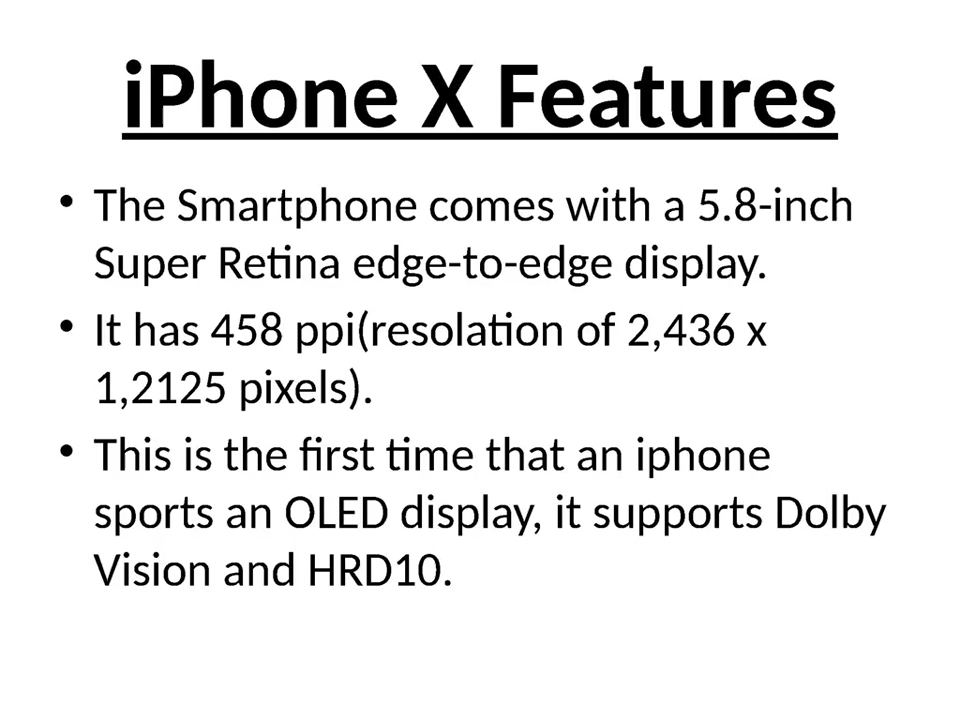 iPhone X Features
• The Smartphone comes with a 5.8-inch
Super Retina edge-to-edge display.
• It has 458 ppi(resolation of 2,436 x
1,2125 pixels).
• This is the first time that an iphone
sports an OLED display, it supports Dolby
Vision and HRD10.